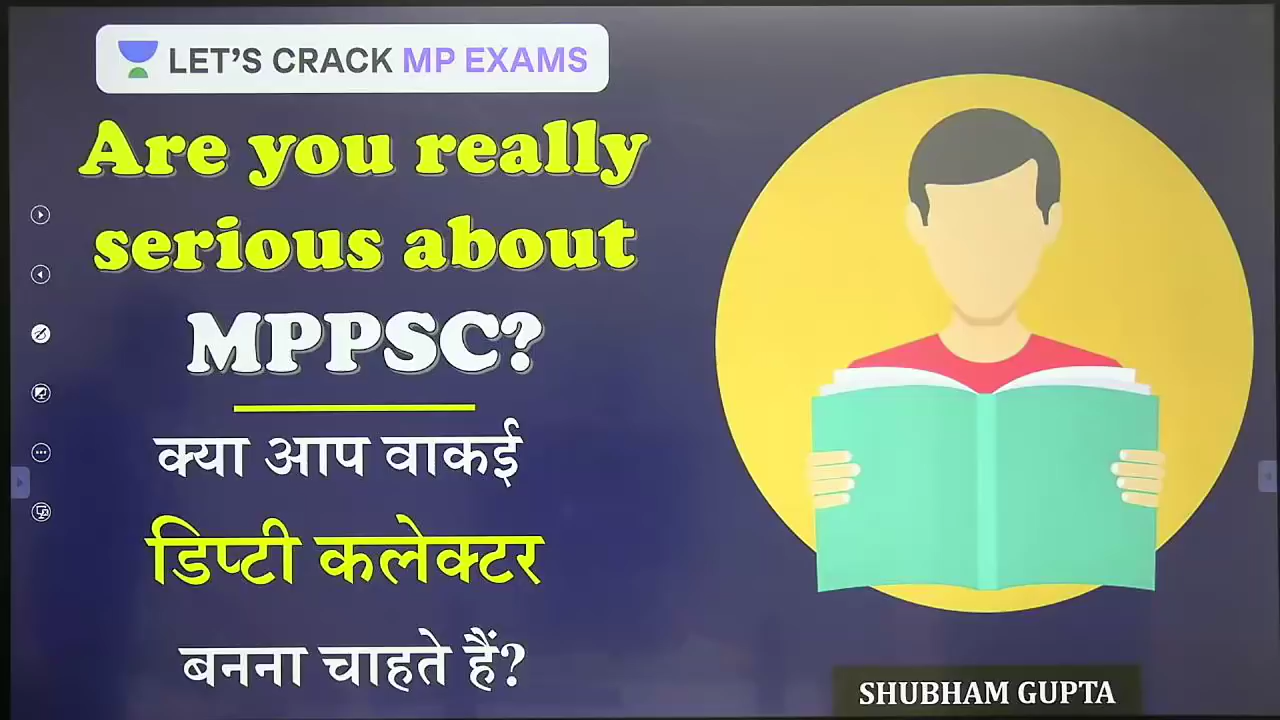 LET'S CRACK MP EXAMS
Are you really
serious about
MPPSC?
क्या आप वाकई
डिप्टी कलेक्टर
बनना चाहते हैं?
SHUBHAM GUPTA